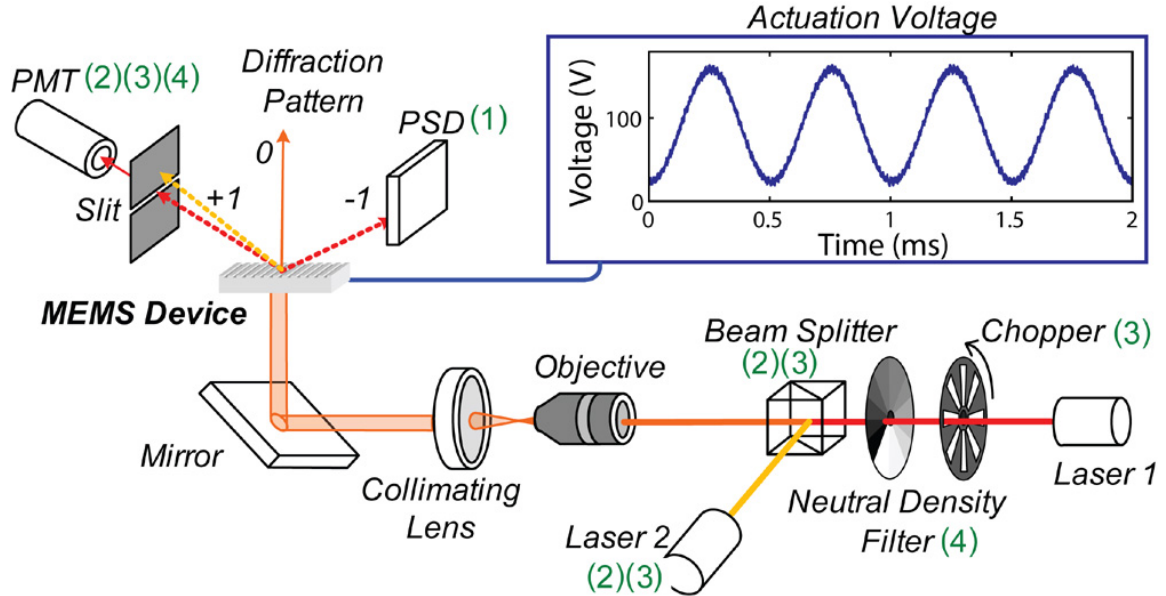 Actuation Voltage
Voltage (V)
100
0
0
0.5
1
1.5
2
Time (ms)
PMT (2)(3)(4)
Diffraction
Pattern
PSD (1)
0
Slit
+1
-1
MEMS Device
Beam Splitter
(2)(3)
Chopper (3)
Objective
Mirror
Collimating
Lens
Laser 1
Neutral Density
Filter (4)
Laser 2
(2)(3)